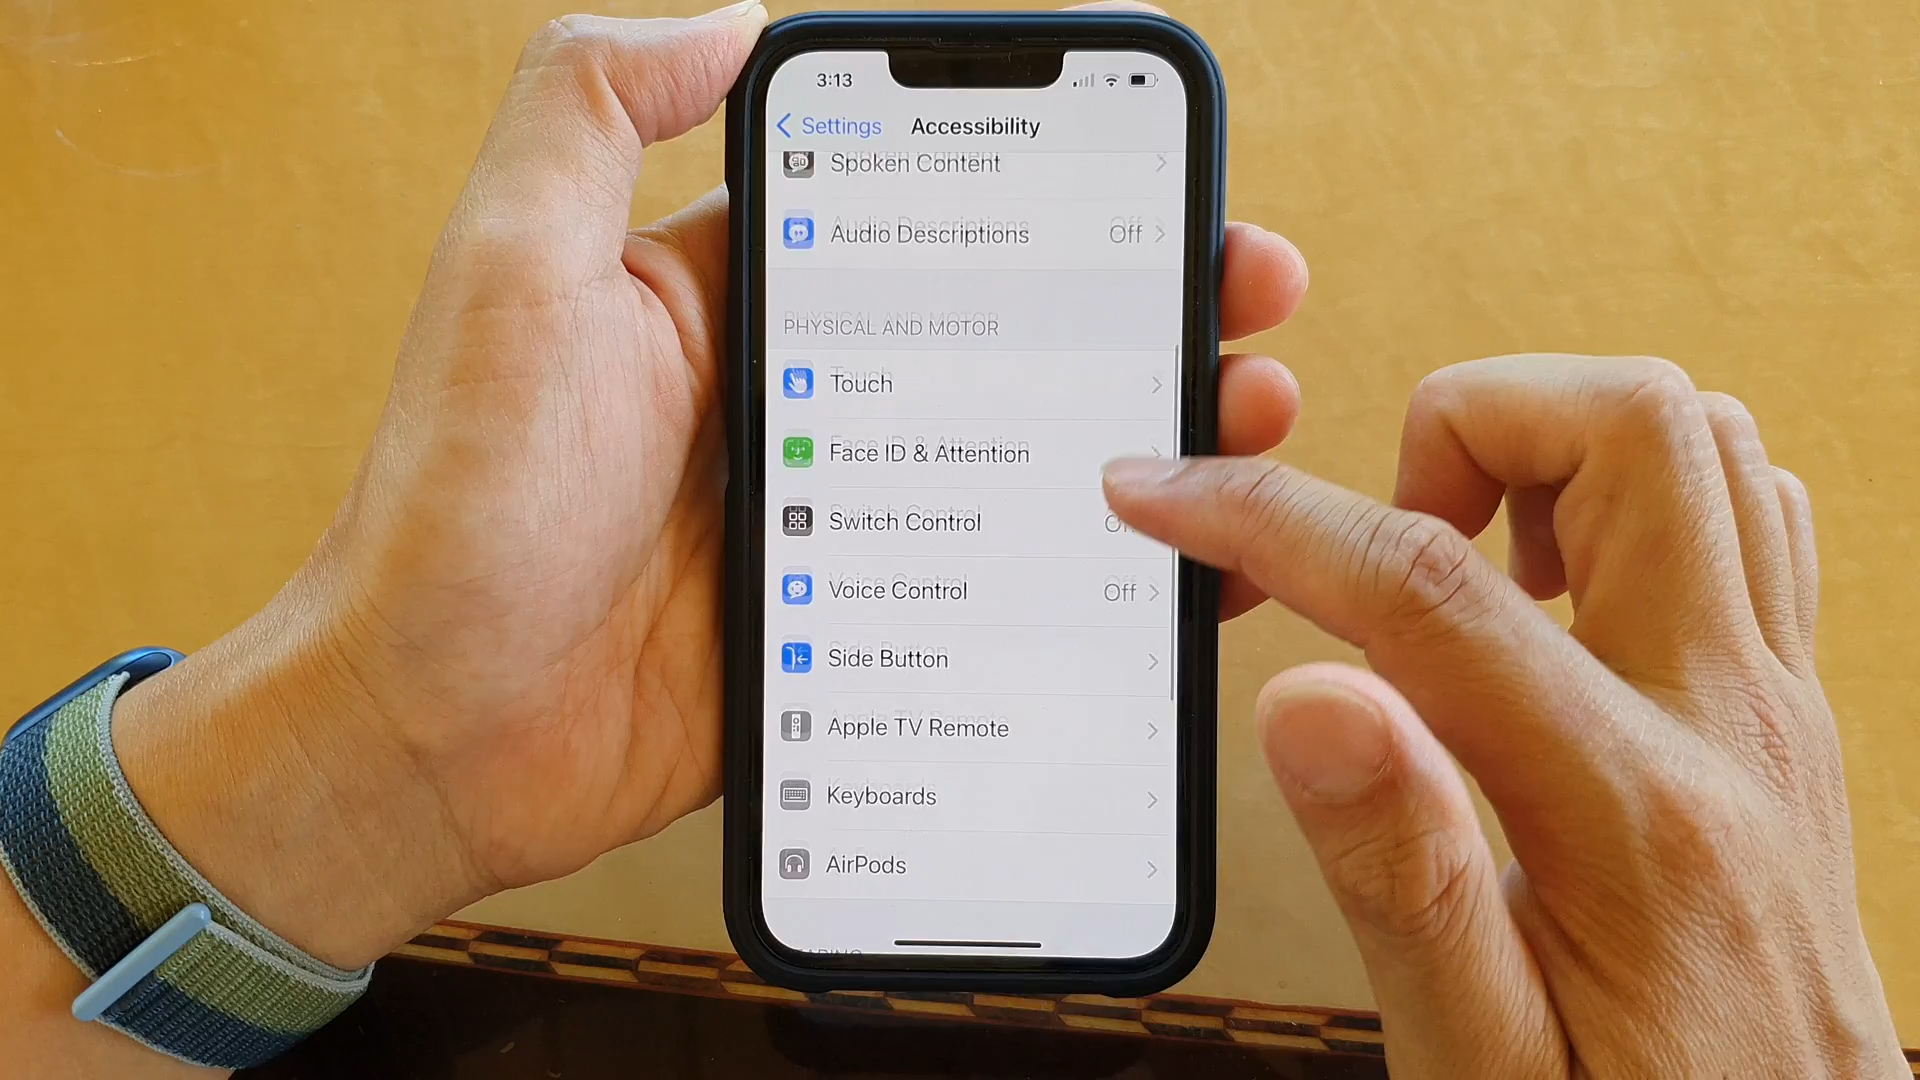 3:13
Settings Accessibility
Spoken Content
Audio Descriptions Off
PHYSICAL AND MOTOR
Touch
Face ID & Attention
Switch Control
Voice Control Off
Side Button
Apple TV Remote
Keyboards
AirPods